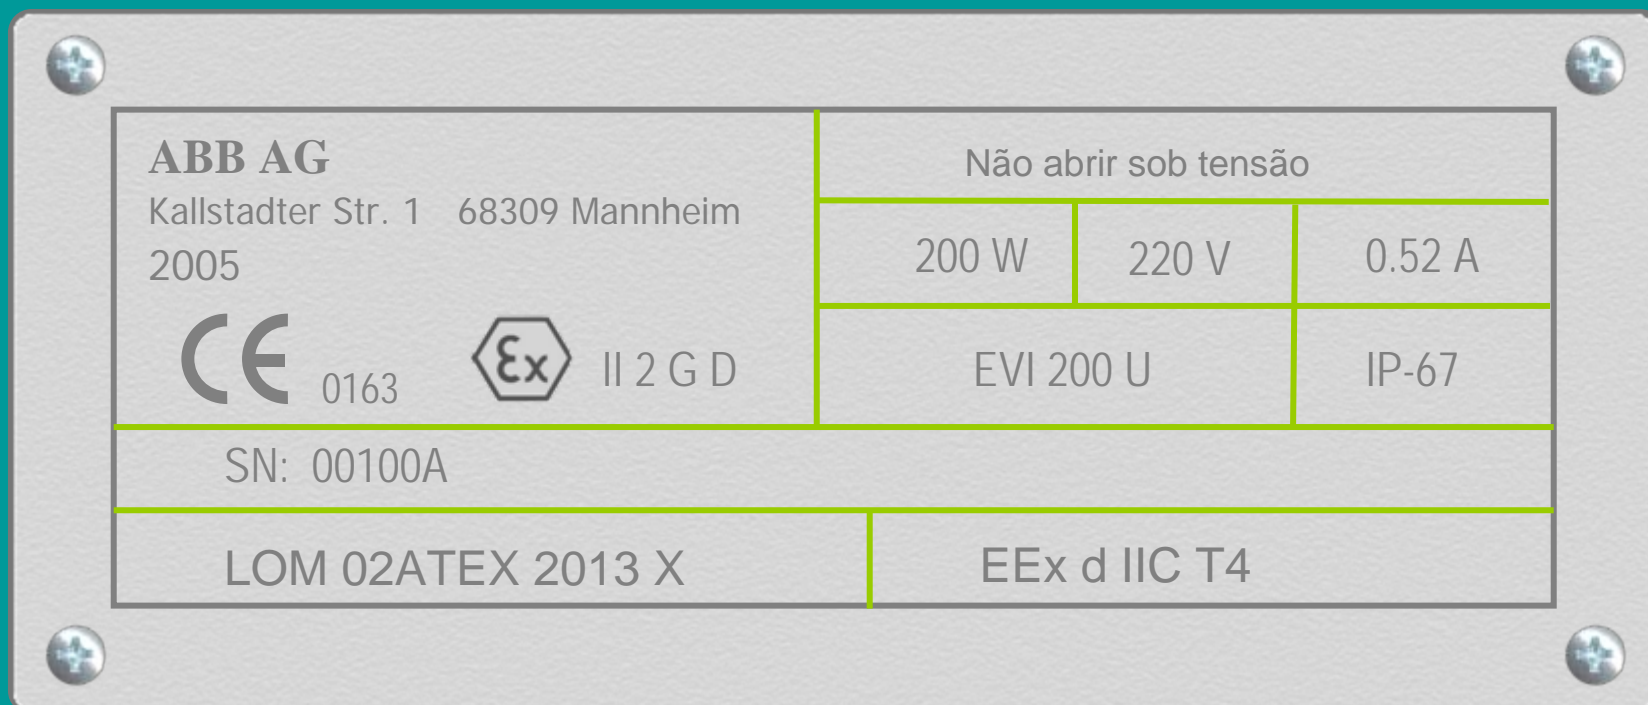 ABB AG
Kallstadter Str. 1 68309 Mannheim
2005
CE 0163 Ex II 2 G D
Não abrir sob tensão
200 W 220 V 0.52 A
EVI 200 U IP-67
SN: 00100A
LOM 02ATEX 2013 X EEx d IIC T4